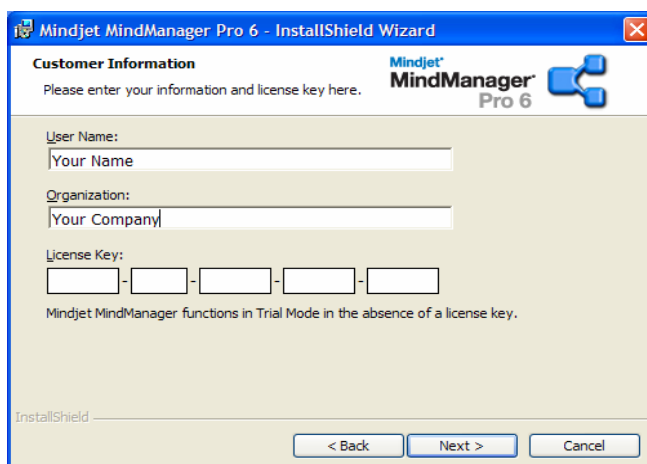 Mindjet MindManager Pro 6 - InstallShield Wizard
Customer Information
Please enter your information and license key here.
Mindjet®
MindManager®
Pro 6
User Name:
Your Name
Organization:
Your Company
License Key:
- - - -
Mindjet MindManager functions in Trial Mode in the absence of a license key.
InstallShield
< Back Next > Cancel